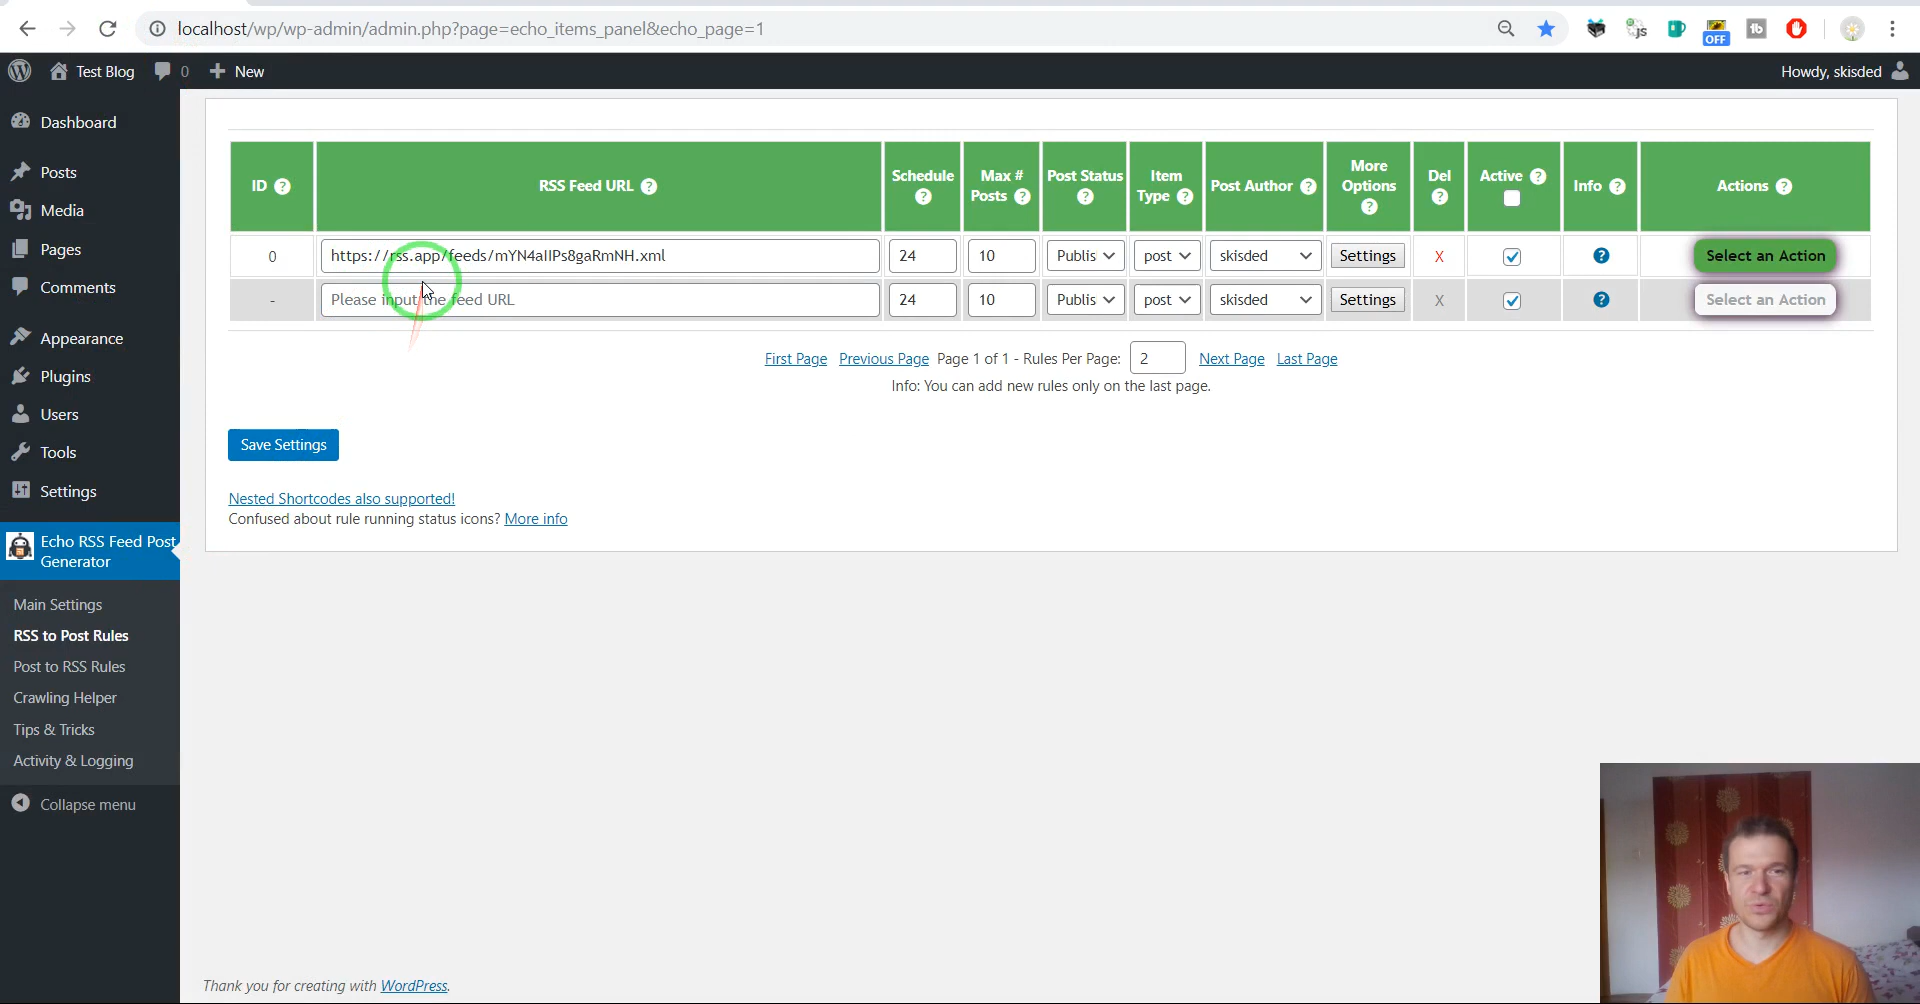 localhost/wp/wp-admin/admin.php?page=echo_items_panel&echo_page=1
JS
OFF
tb
Test Blog 0 New Howdy, skisded
Dashboard
Posts
Media
Pages
Comments
Appearance
Plugins
Users
Tools
Settings
Echo RSS Feed Post
Generator
Main Settings
RSS to Post Rules
Post to RSS Rules
Crawling Helper
Tips & Tricks
Activity & Logging
Collapse menu
ID ? RSS Feed URL ? Schedule ? Max # Posts ? Post Status ? Item Type ? Post Author ? More Options ? Del ? Active ? Info ? Actions ?
0 https://rss.app/feeds/mYN4aIIPs8gaRmNH.xml 24 10 Publis post skisded Settings X ? Select an Action
- Please input the feed URL 24 10 Publis post skisded Settings X ? Select an Action
First Page Previous Page Page 1 of 1 - Rules Per Page: 2 Next Page Last Page
Info: You can add new rules only on the last page.
Save Settings
Nested Shortcodes also supported!
Confused about rule running status icons? More info
Thank you for creating with WordPress.